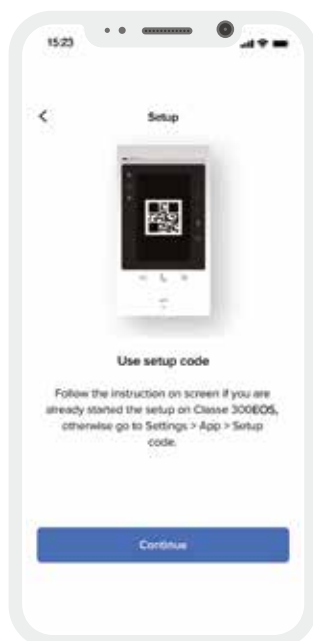 15:23
Setup
Use setup code
Follow the instruction on screen if you are
already started the setup on Classe 300EOS,
otherwise go to Settings > App > Setup
code.
Continue